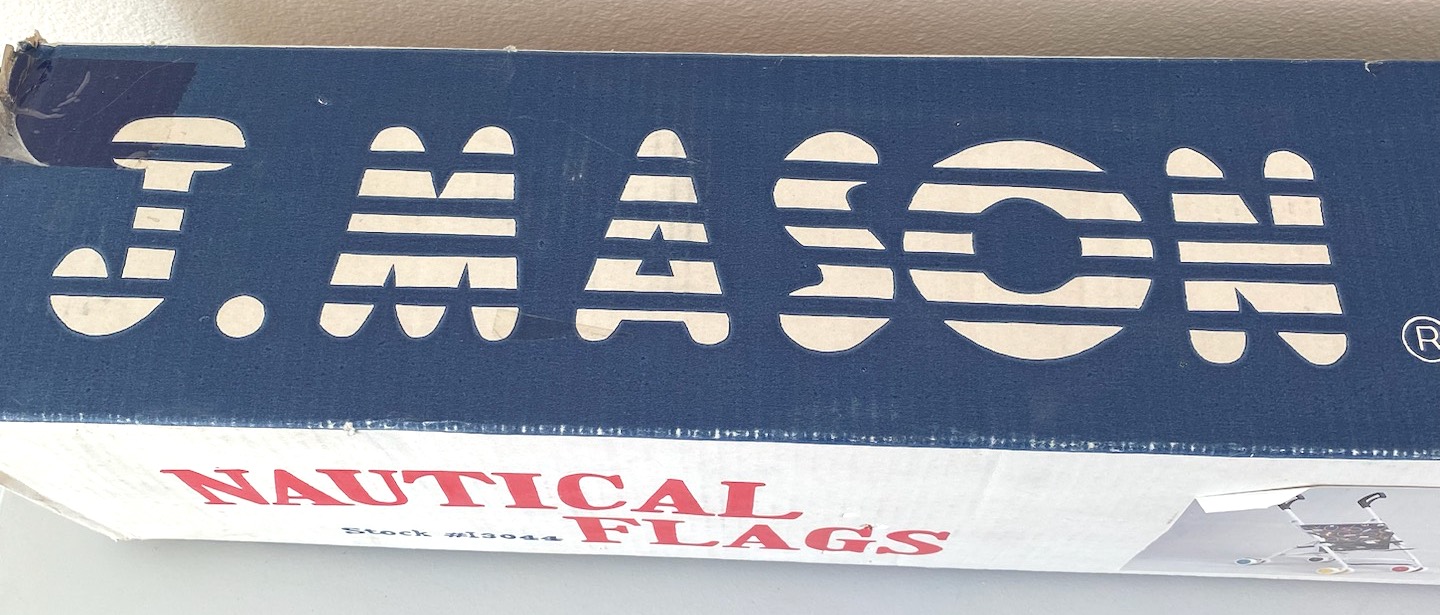 J. MASON ®
NAUTICAL
FLAGS
Stock #13044